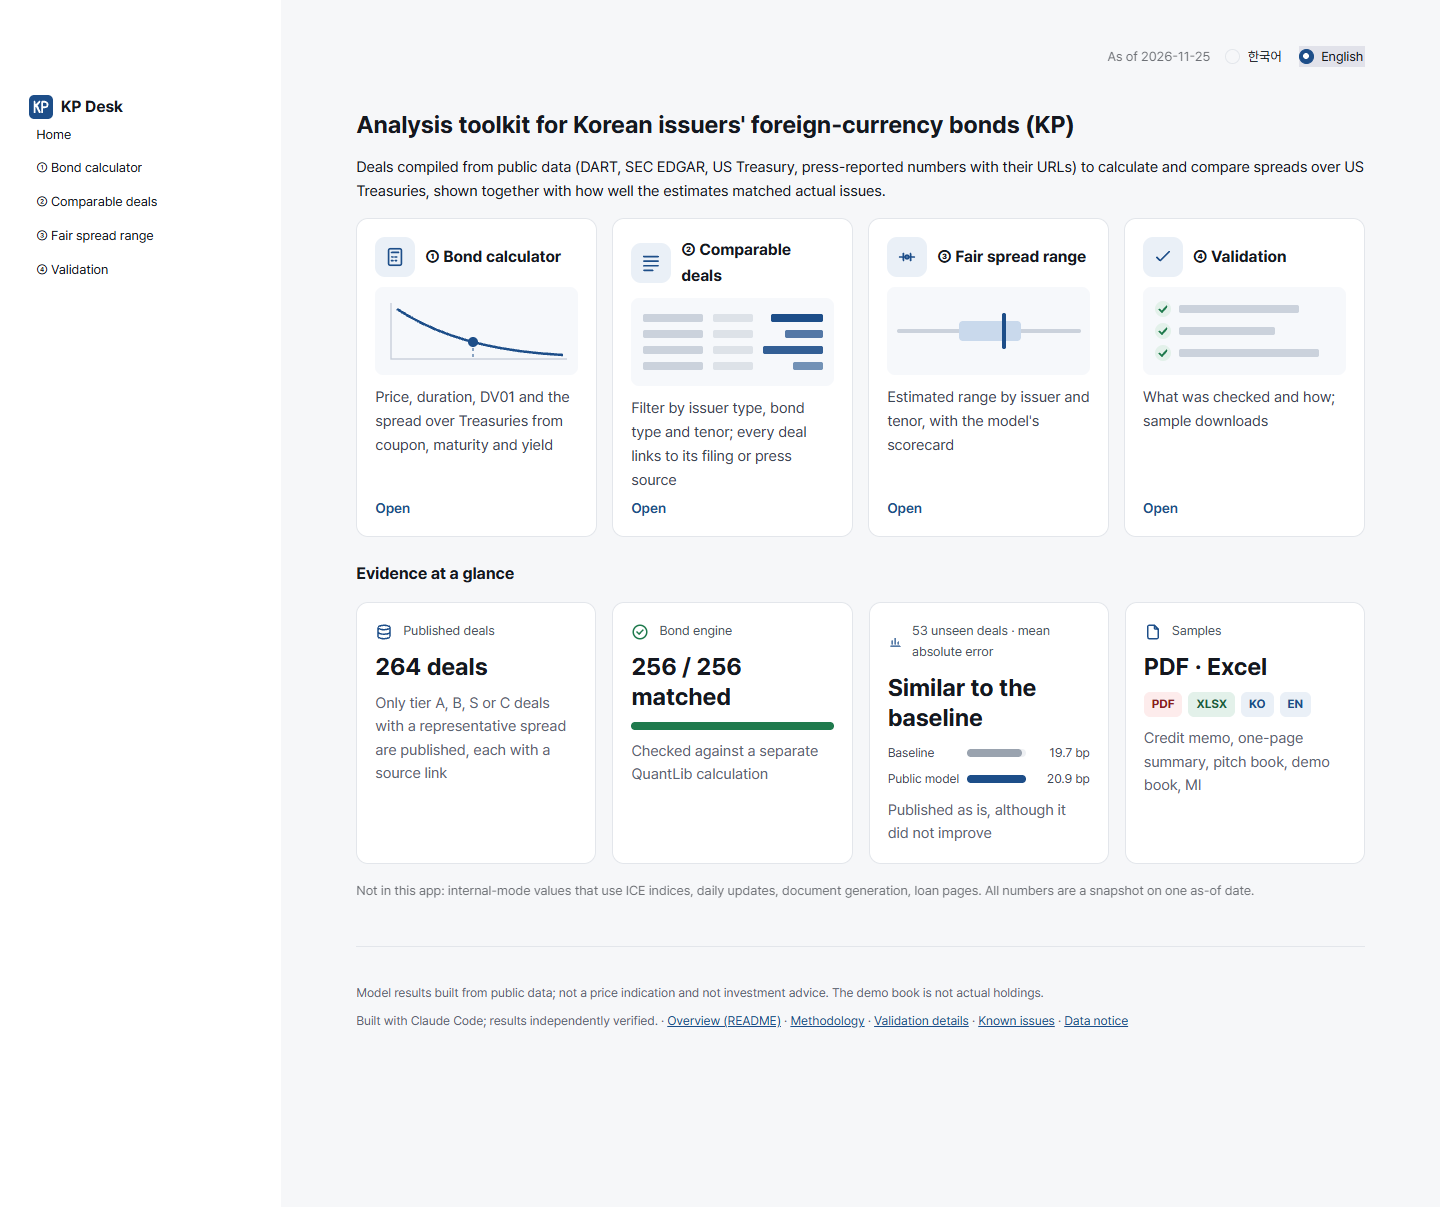 As of 2026-11-25
한국어
English
KP KP Desk
Home
① Bond calculator
② Comparable deals
③ Fair spread range
④ Validation
Analysis toolkit for Korean issuers' foreign-currency bonds (KP)
Deals compiled from public data (DART, SEC EDGAR, US Treasury, press-reported numbers with their URLs) to calculate and compare spreads over US
Treasuries, shown together with how well the estimates matched actual issues.
① Bond calculator
Price, duration, DV01 and the
spread over Treasuries from
coupon, maturity and yield
Open
② Comparable
deals
Filter by issuer type, bond
type and tenor; every deal
links to its filing or press
source
Open
③ Fair spread range
Estimated range by issuer and
tenor, with the model's
scorecard
Open
④ Validation
What was checked and how;
sample downloads
Open
Evidence at a glance
Published deals
264 deals
Only tier A, B, S or C deals
with a representative spread
are published, each with a
source link
Bond engine
256 / 256
matched
Checked against a separate
QuantLib calculation
53 unseen deals · mean
absolute error
Similar to the
baseline
Baseline 19.7 bp
Public model 20.9 bp
Published as is, although it
did not improve
Samples
PDF · Excel
PDF XLSX KO EN
Credit memo, one-page
summary, pitch book, demo
book, MI
Not in this app: internal-mode values that use ICE indices, daily updates, document generation, loan pages. All numbers are a snapshot on one as-of date.
Model results built from public data; not a price indication and not investment advice. The demo book is not actual holdings.
Built with Claude Code; results independently verified. · Overview (README) · Methodology · Validation details · Known issues · Data notice